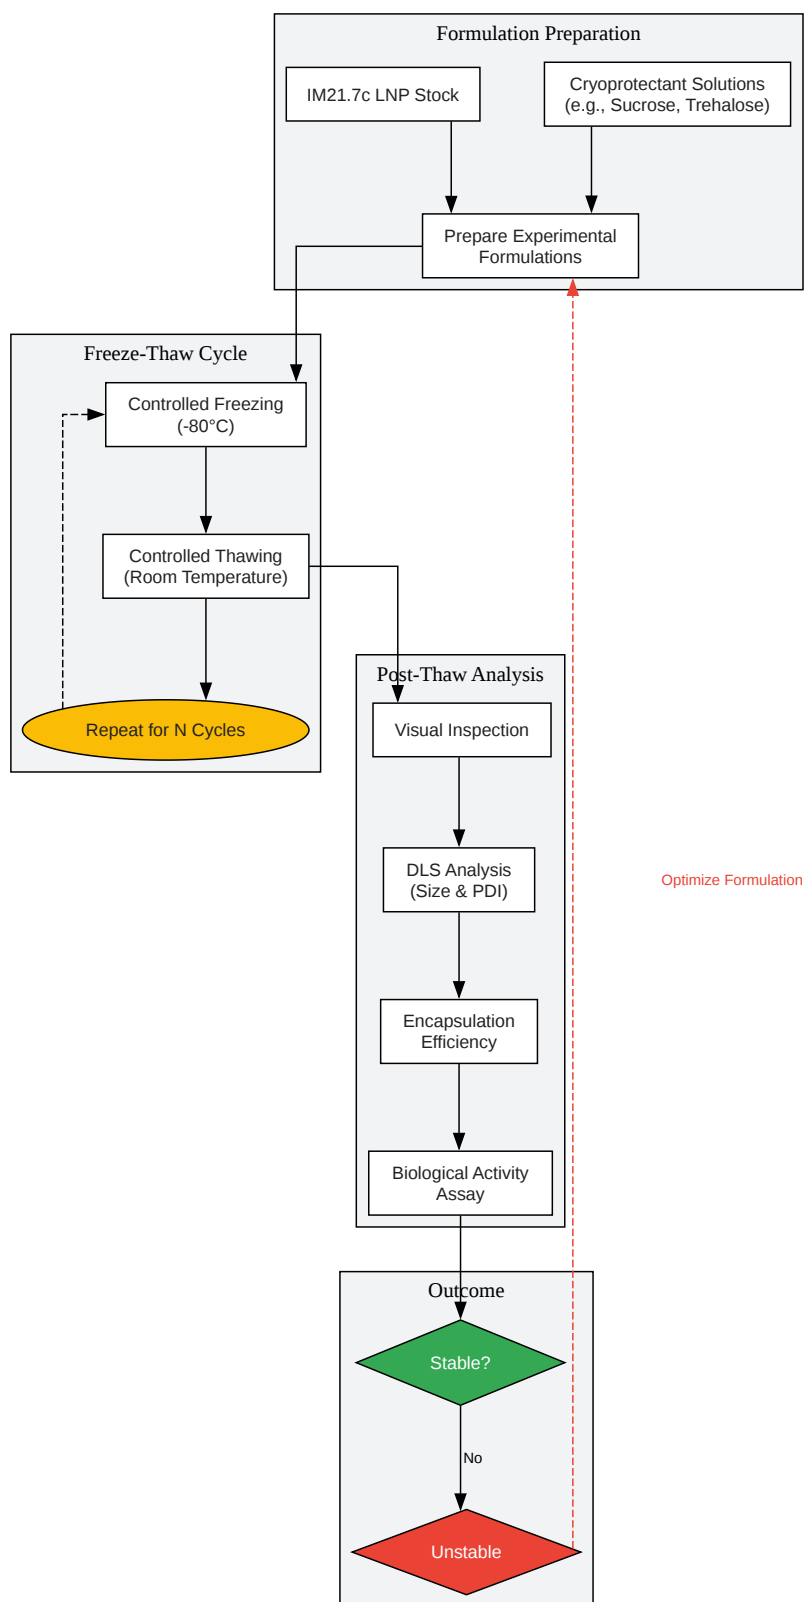 Formulation Preparation
IM21.7c LNP Stock
Cryoprotectant Solutions
(e.g., Sucrose, Trehalose)
Prepare Experimental
Formulations
Freeze-Thaw Cycle
Controlled Freezing
(-80°C)
Controlled Thawing
(Room Temperature)
Repeat for N Cycles
Post-Thaw Analysis
Visual Inspection
DLS Analysis
(Size & PDI)
Optimize Formulation
Encapsulation
Efficiency
Biological Activity
Assay
Outcome
Stable?
No
Unstable